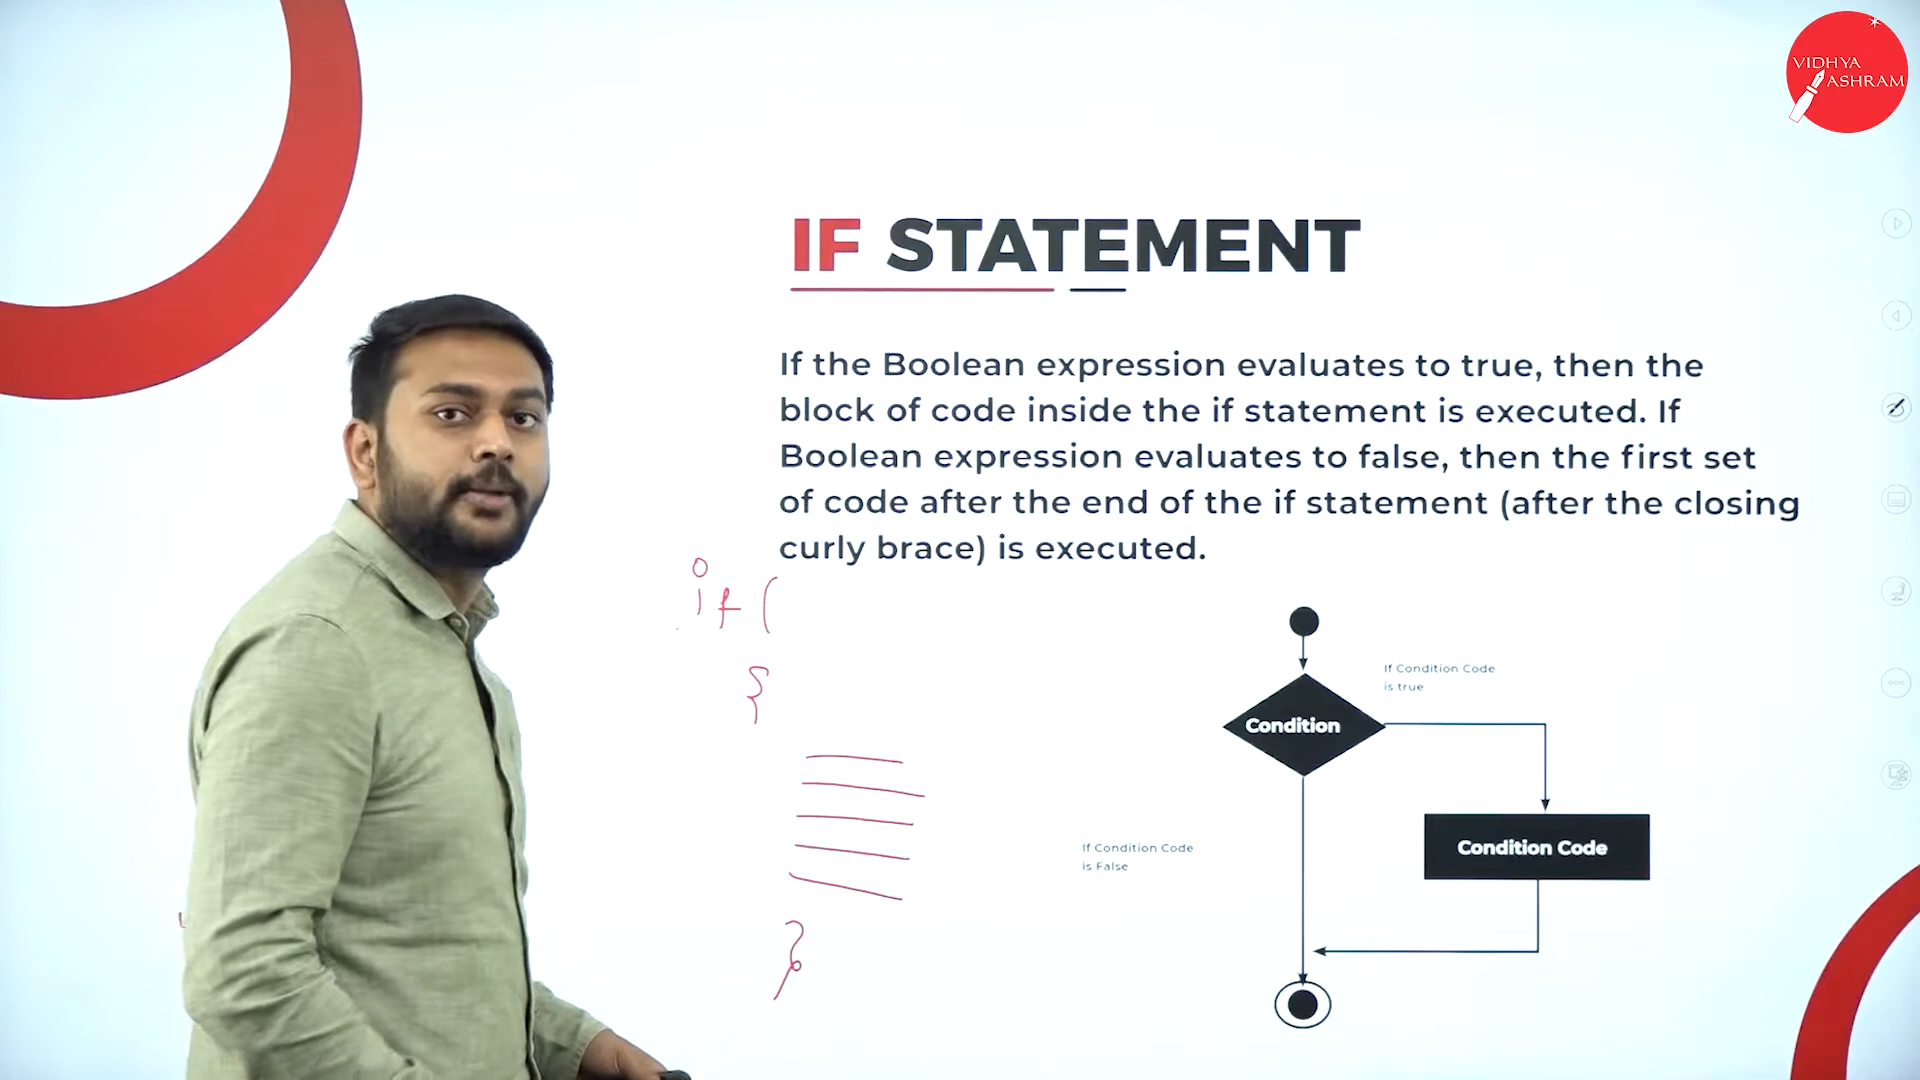 VIDHYA
ASHRAM
IF STATEMENT
If the Boolean expression evaluates to true, then the
block of code inside the if statement is executed. If
Boolean expression evaluates to false, then the first set
of code after the end of the if statement (after the closing
curly brace) is executed.
if (
{
}
If Condition Code
is true
Condition
If Condition Code
is False
Condition Code